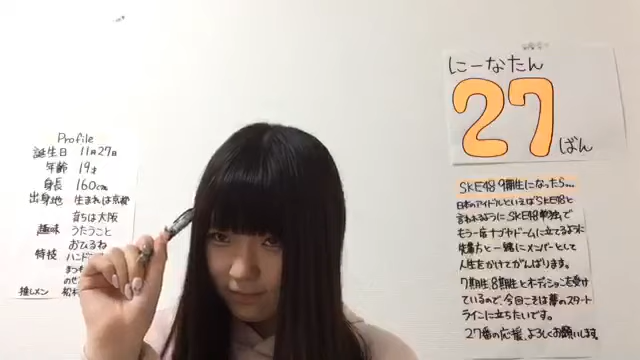 Profile
誕生日 11月27日
年齢 19才
身長 160cm
出身地 生まれは京都
育ちは大阪
趣味 うたうこと
おひるね
特技 ハンド
推しメン 松村
にーなたん
27
ばん
SKE48 9期生になったら...
日本のアイドルといえばSKE48と
言われるように SKE48勉強で
もう一度ナゴヤドームに立てるように
先輩方と一緒にメンバーとして
人生をかけてがんばります。
7期生、8期生とオーディションを受け
ているので、今回こそは夢のスタート
ラインに立ちたいです。
27番の応援、よろしくお願いします。